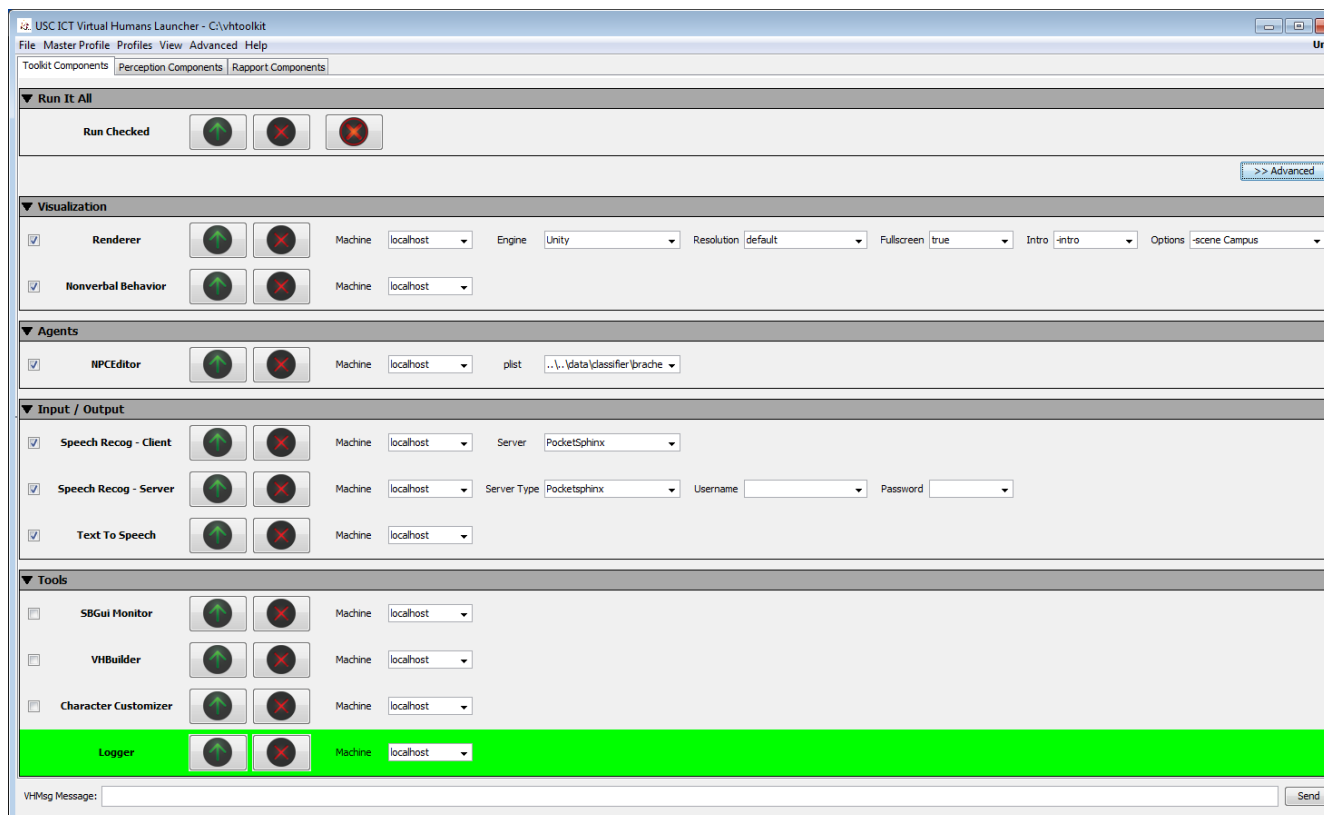 USC ICT Virtual Humans Launcher - C:\vhtoolkit
File Master Profile Profiles View Advanced Help
Toolkit Components Perception Components Rapport Components
Run It All
Run Checked
>> Advanced
Visualization
Renderer Machine localhost Engine Unity Resolution default Fullscreen true Intro -intro Options -scene Campus
Nonverbal Behavior Machine localhost
Agents
NPCEditor Machine localhost plist ..\..\data\classifier\brache
Input / Output
Speech Recog - Client Machine localhost Server PocketSphinx
Speech Recog - Server Machine localhost Server Type Pocketsphinx Username Password
Text To Speech Machine localhost
Tools
SBGui Monitor Machine localhost
VHBuilder Machine localhost
Character Customizer Machine localhost
Logger Machine localhost
VHMsg Message: Send